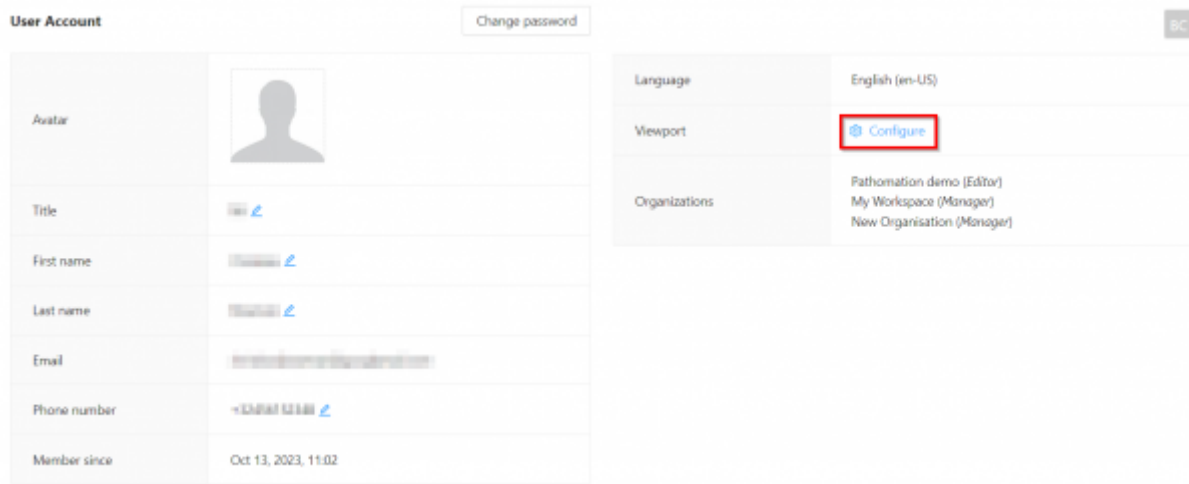 User Account
Change password
BC
Avatar
Title
First name
Last name
Email
Phone number
Member since
Oct 13, 2023, 11:02
Language
English (en-US)
Viewport
Configure
Organizations
Pathomation demo (Editor)
My Workspace (Manager)
New Organisation (Manager)